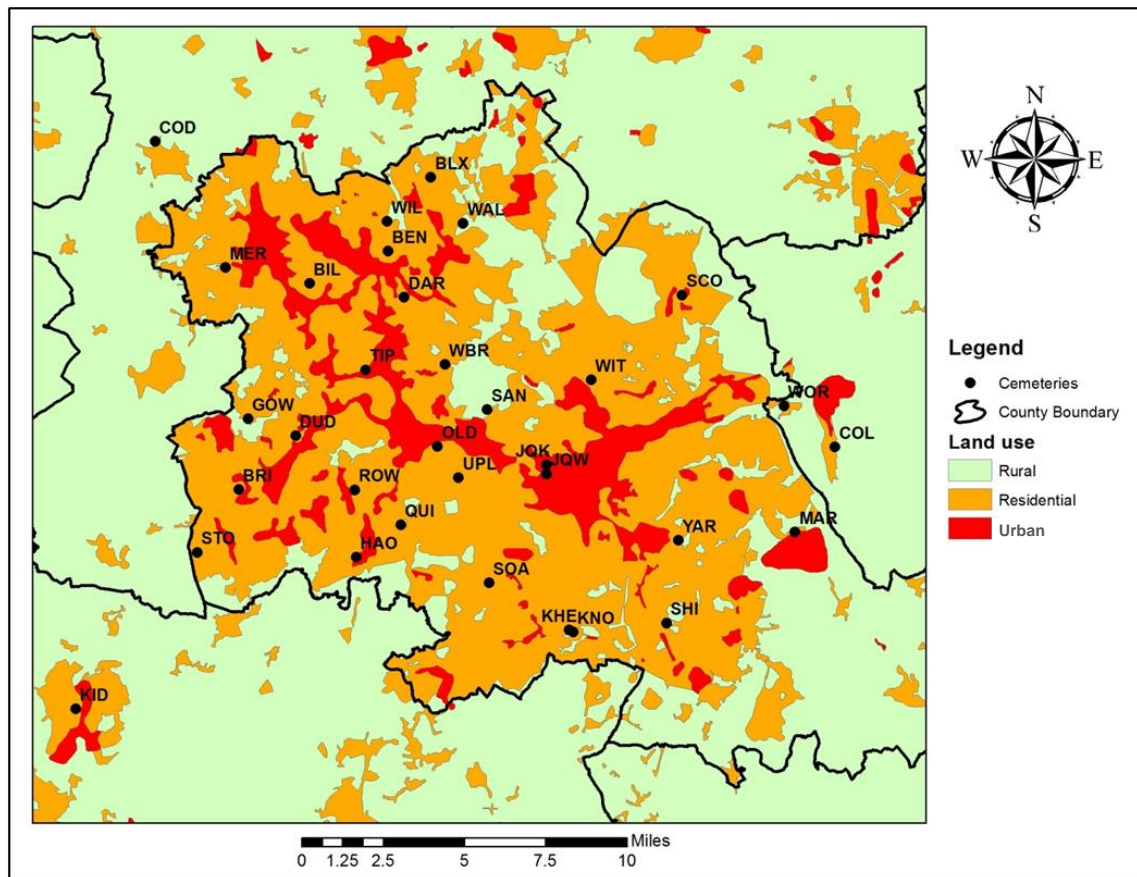 N
W E
S
COD
BLX
WIL
WAL
BEN
MER
BIL
DAR
SCO
TIP
WBR
WIT
SAN
WOR
GOW
DUD
OLD
COL
JQK
JQW
UPL
BRI
ROW
QUI
MAR
YAR
STO
HAO
SOA
KHE
KNO
SHI
KID
Legend
Cemeteries
County Boundary
Land use
Rural
Residential
Urban
Miles
0 1.25 2.5 5 7.5 10